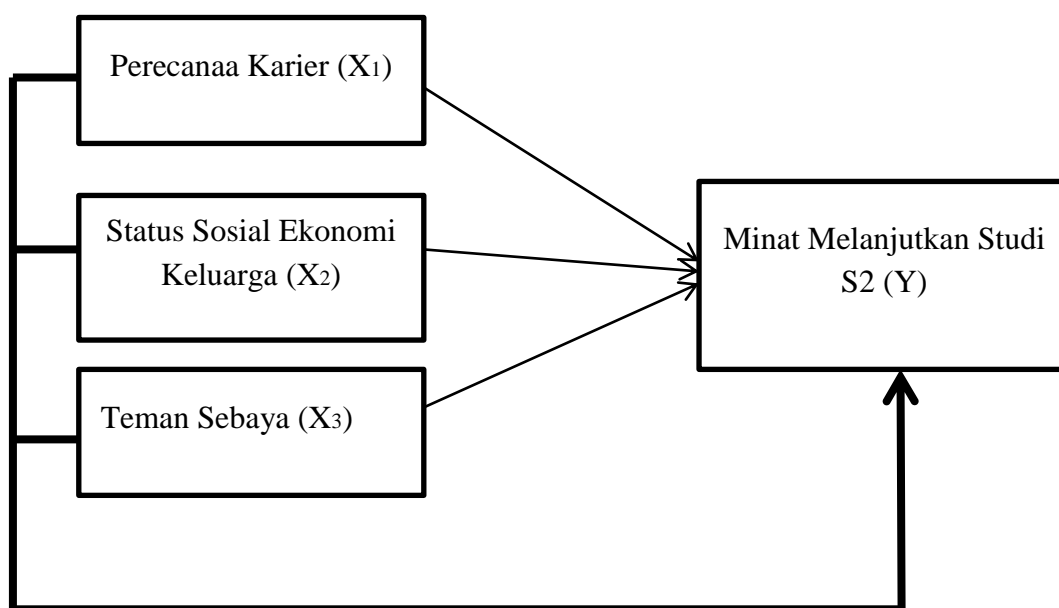 Perecanaa Karier (X1)
Status Sosial Ekonomi
Keluarga (X2)
Teman Sebaya (X3)
Minat Melanjutkan Studi
S2 (Y)